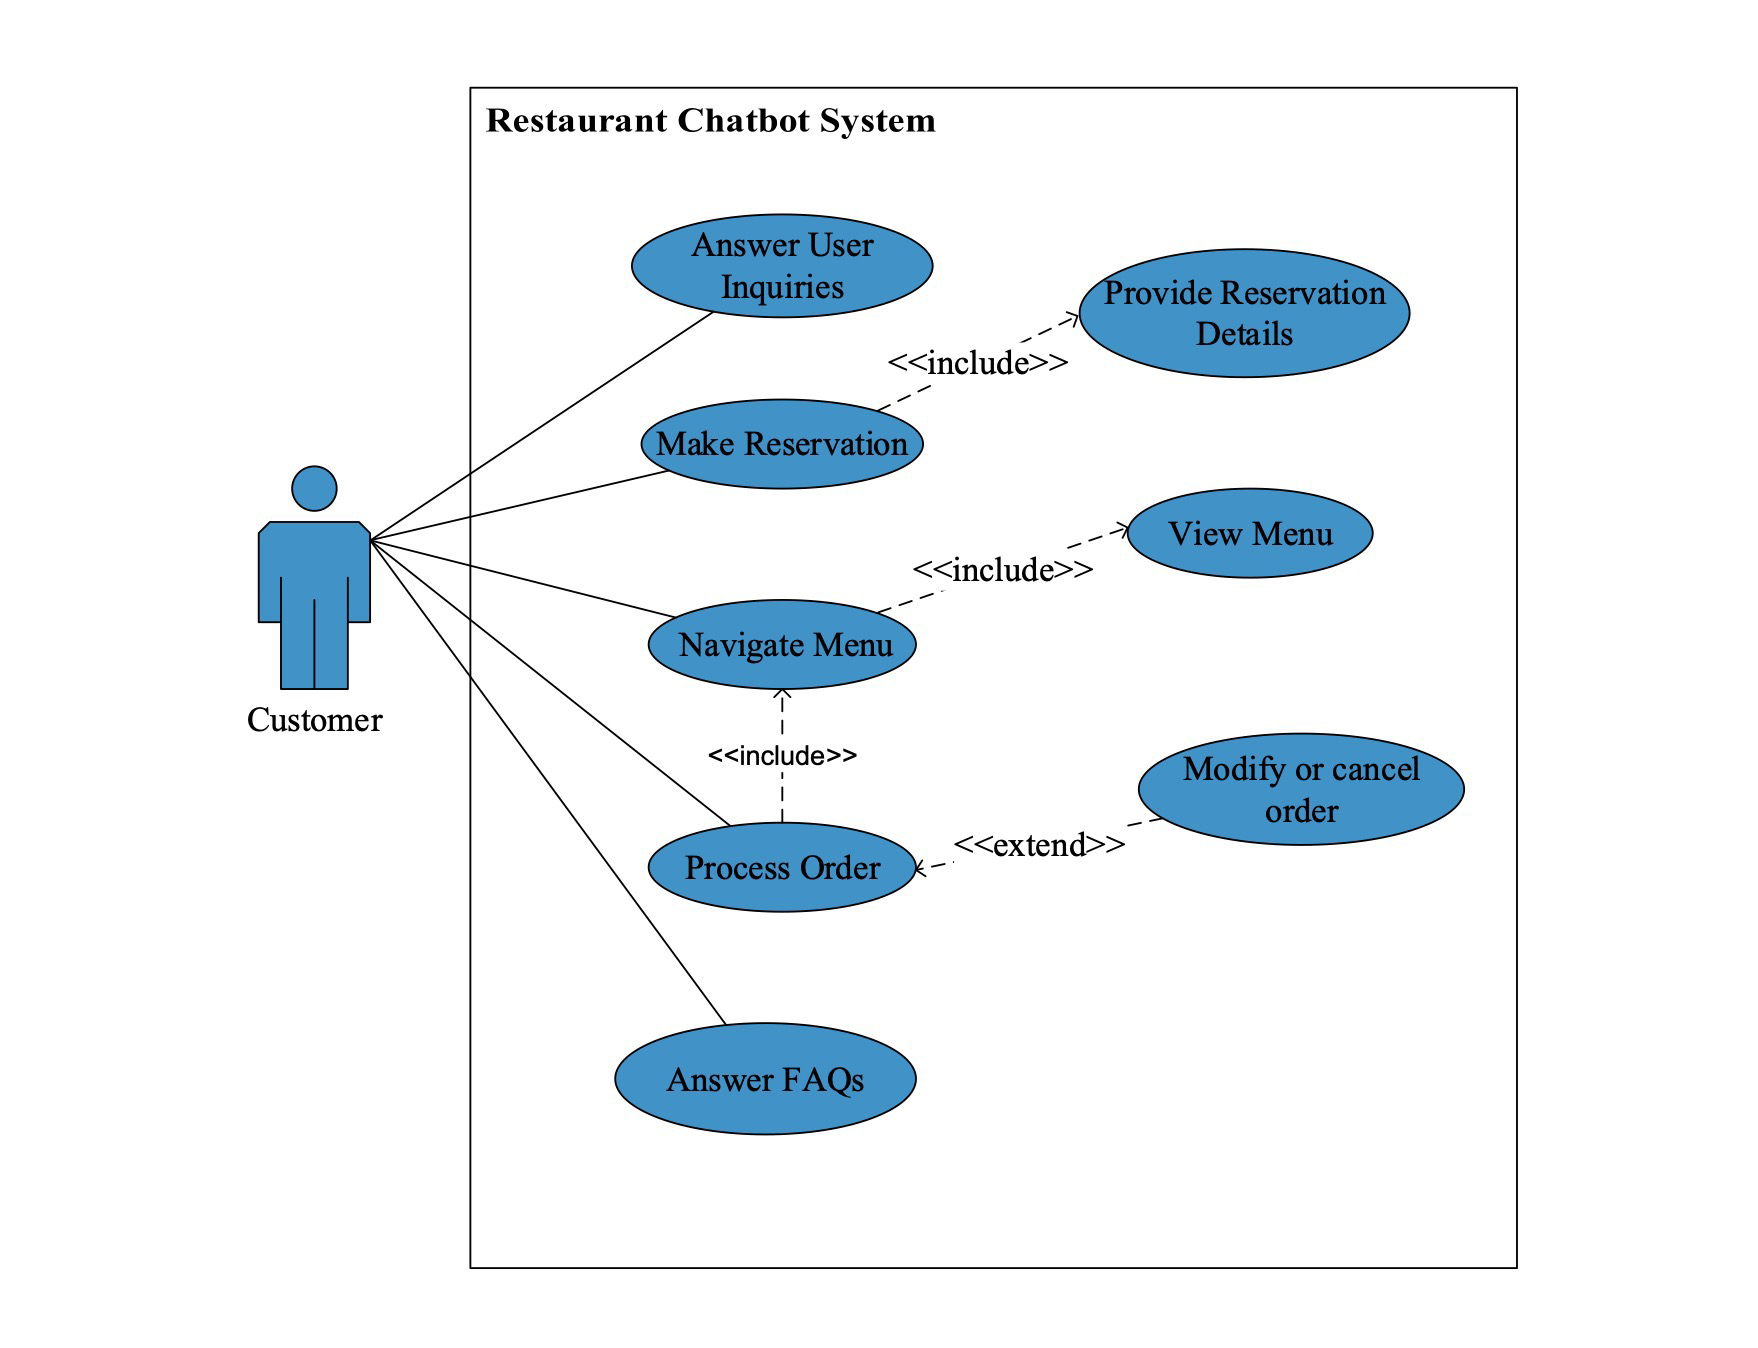 Restaurant Chatbot System
Answer User
Inquiries
Provide Reservation
Details
<<include>>
Make Reservation
View Menu
<<include>>
Navigate Menu
Customer
<<include>>
Modify or cancel
order
<<extend>>
Process Order
Answer FAQs